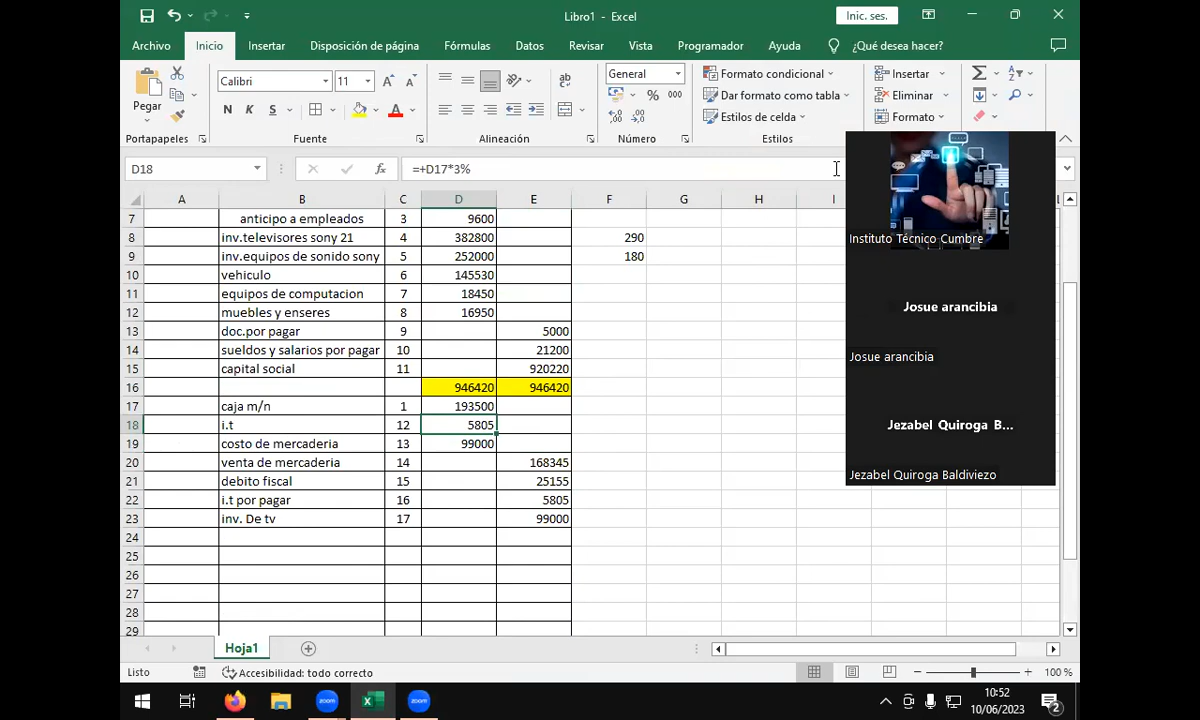 Libro1 - Excel
Inic. ses.
Archivo Inicio Insertar Disposición de página Fórmulas Datos Revisar Vista Programador Ayuda ¿Qué desea hacer?
Pegar
Calibri 11
N K S
General
% 000
Formato condicional
Dar formato como tabla
Estilos de celda
Insertar
Eliminar
Formato
Portapapeles Fuente Alineación Número Estilos
D18 fx =+D17*3%
A B C D E F G H I
7 anticipo a empleados 3 9600
8 inv.televisores sony 21 4 382800 290
9 inv.equipos de sonido sony 5 252000 180
10 vehiculo 6 145530
11 equipos de computacion 7 18450
12 muebles y enseres 8 16950
13 doc.por pagar 9 5000
14 sueldos y salarios por pagar 10 21200
15 capital social 11 920220
16 946420 946420
17 caja m/n 1 193500
18 i.t 12 5805
19 costo de mercaderia 13 99000
20 venta de mercaderia 14 168345
21 debito fiscal 15 25155
22 i.t por pagar 16 5805
23 inv. De tv 17 99000
24
25
26
27
28
29
Instituto Técnico Cumbre
Josue arancibia
Josue arancibia
Jezabel Quiroga B...
Jezabel Quiroga Baldiviezo
Hoja1
Listo Accesibilidad: todo correcto 100 %
zoom zoom
10:52
10/06/2023
2